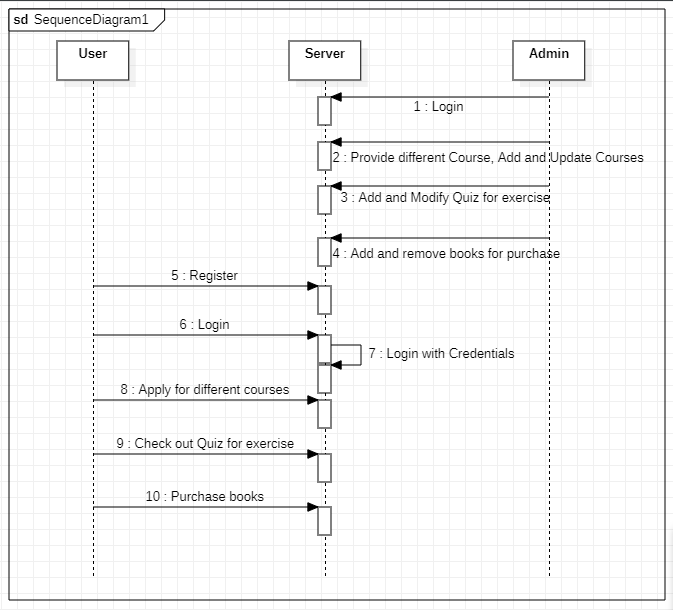 sd SequenceDiagram1
User
Server
Admin
1 : Login
2 : Provide different Course, Add and Update Courses
3 : Add and Modify Quiz for exercise
4 : Add and remove books for purchase
5 : Register
6 : Login
7 : Login with Credentials
8 : Apply for different courses
9 : Check out Quiz for exercise
10 : Purchase books